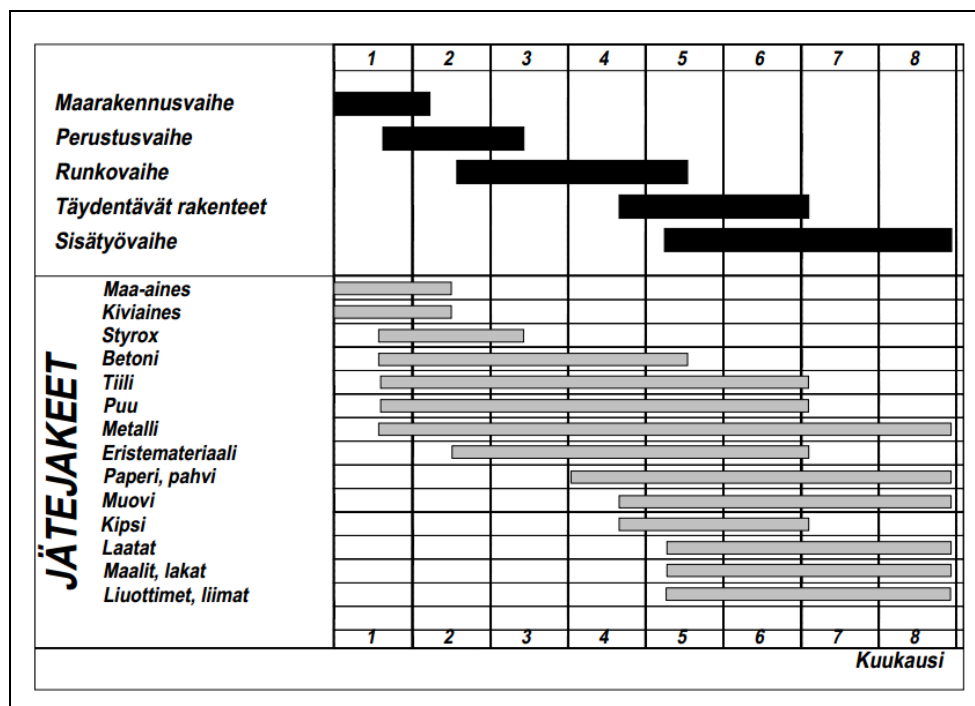 1 2 3 4 5 6 7 8
Maarakennusvaihe
Perustusvaihe
Runkovaihe
Täydentävät rakenteet
Sisätyövaihe
JÄTEJAKEET
Maa-aines
Kiviaines
Styrox
Betoni
Tiili
Puu
Metalli
Eristemateriaali
Paperi, pahvi
Muovi
Kipsi
Laatat
Maalit, lakat
Liuottimet, liimat
1 2 3 4 5 6 7 8
Kuukausi